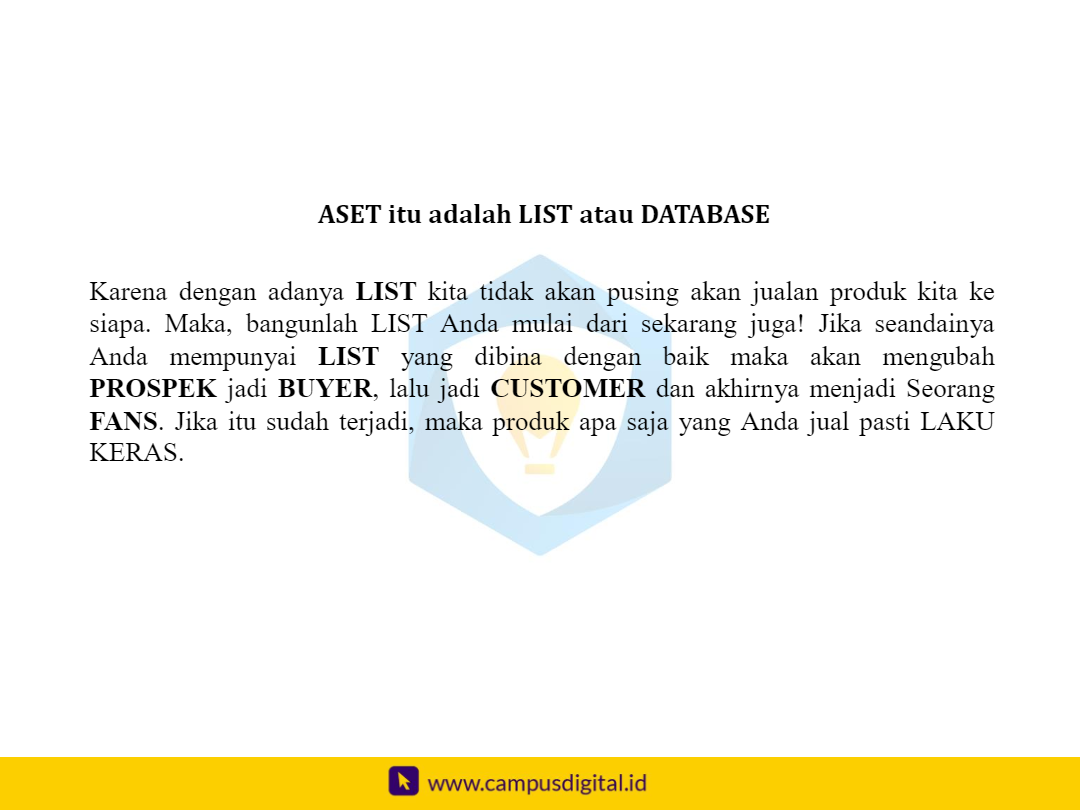 ASET itu adalah LIST atau DATABASE
Karena dengan adanya LIST kita tidak akan pusing akan jualan produk kita ke
siapa. Maka, bangunlah LIST Anda mulai dari sekarang juga! Jika seandainya
Anda mempunyai LIST yang dibina dengan baik maka akan mengubah
PROSPEK jadi BUYER, lalu jadi CUSTOMER dan akhirnya menjadi Seorang
FANS. Jika itu sudah terjadi, maka produk apa saja yang Anda jual pasti LAKU
KERAS.
www.campusdigital.id